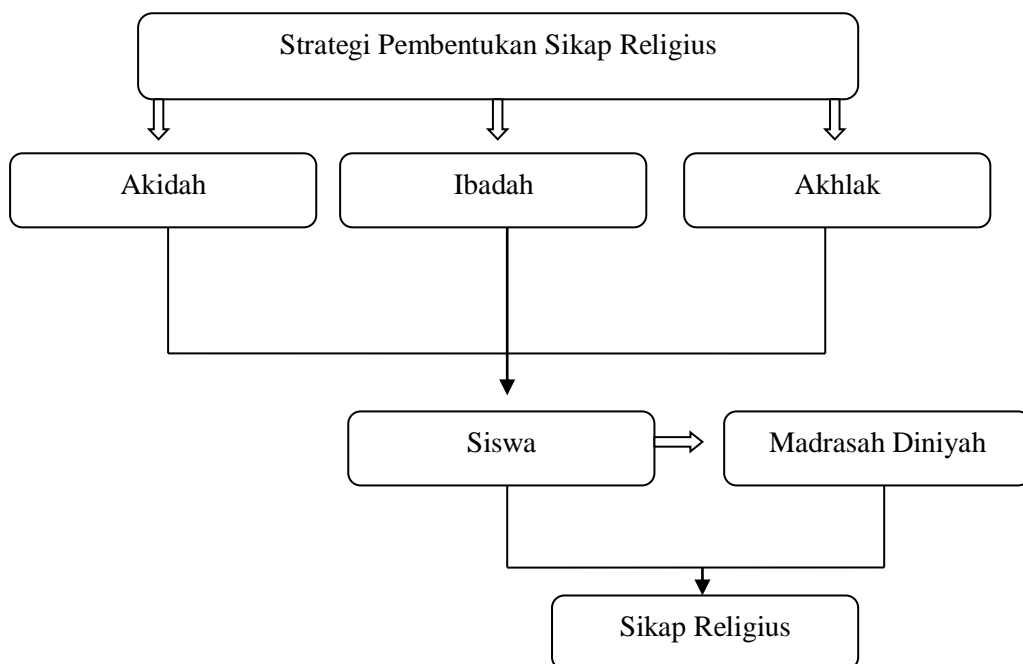 Strategi Pembentukan Sikap Religius
Akidah
Ibadah
Akhlak
Siswa
Madrasah Diniyah
Sikap Religius